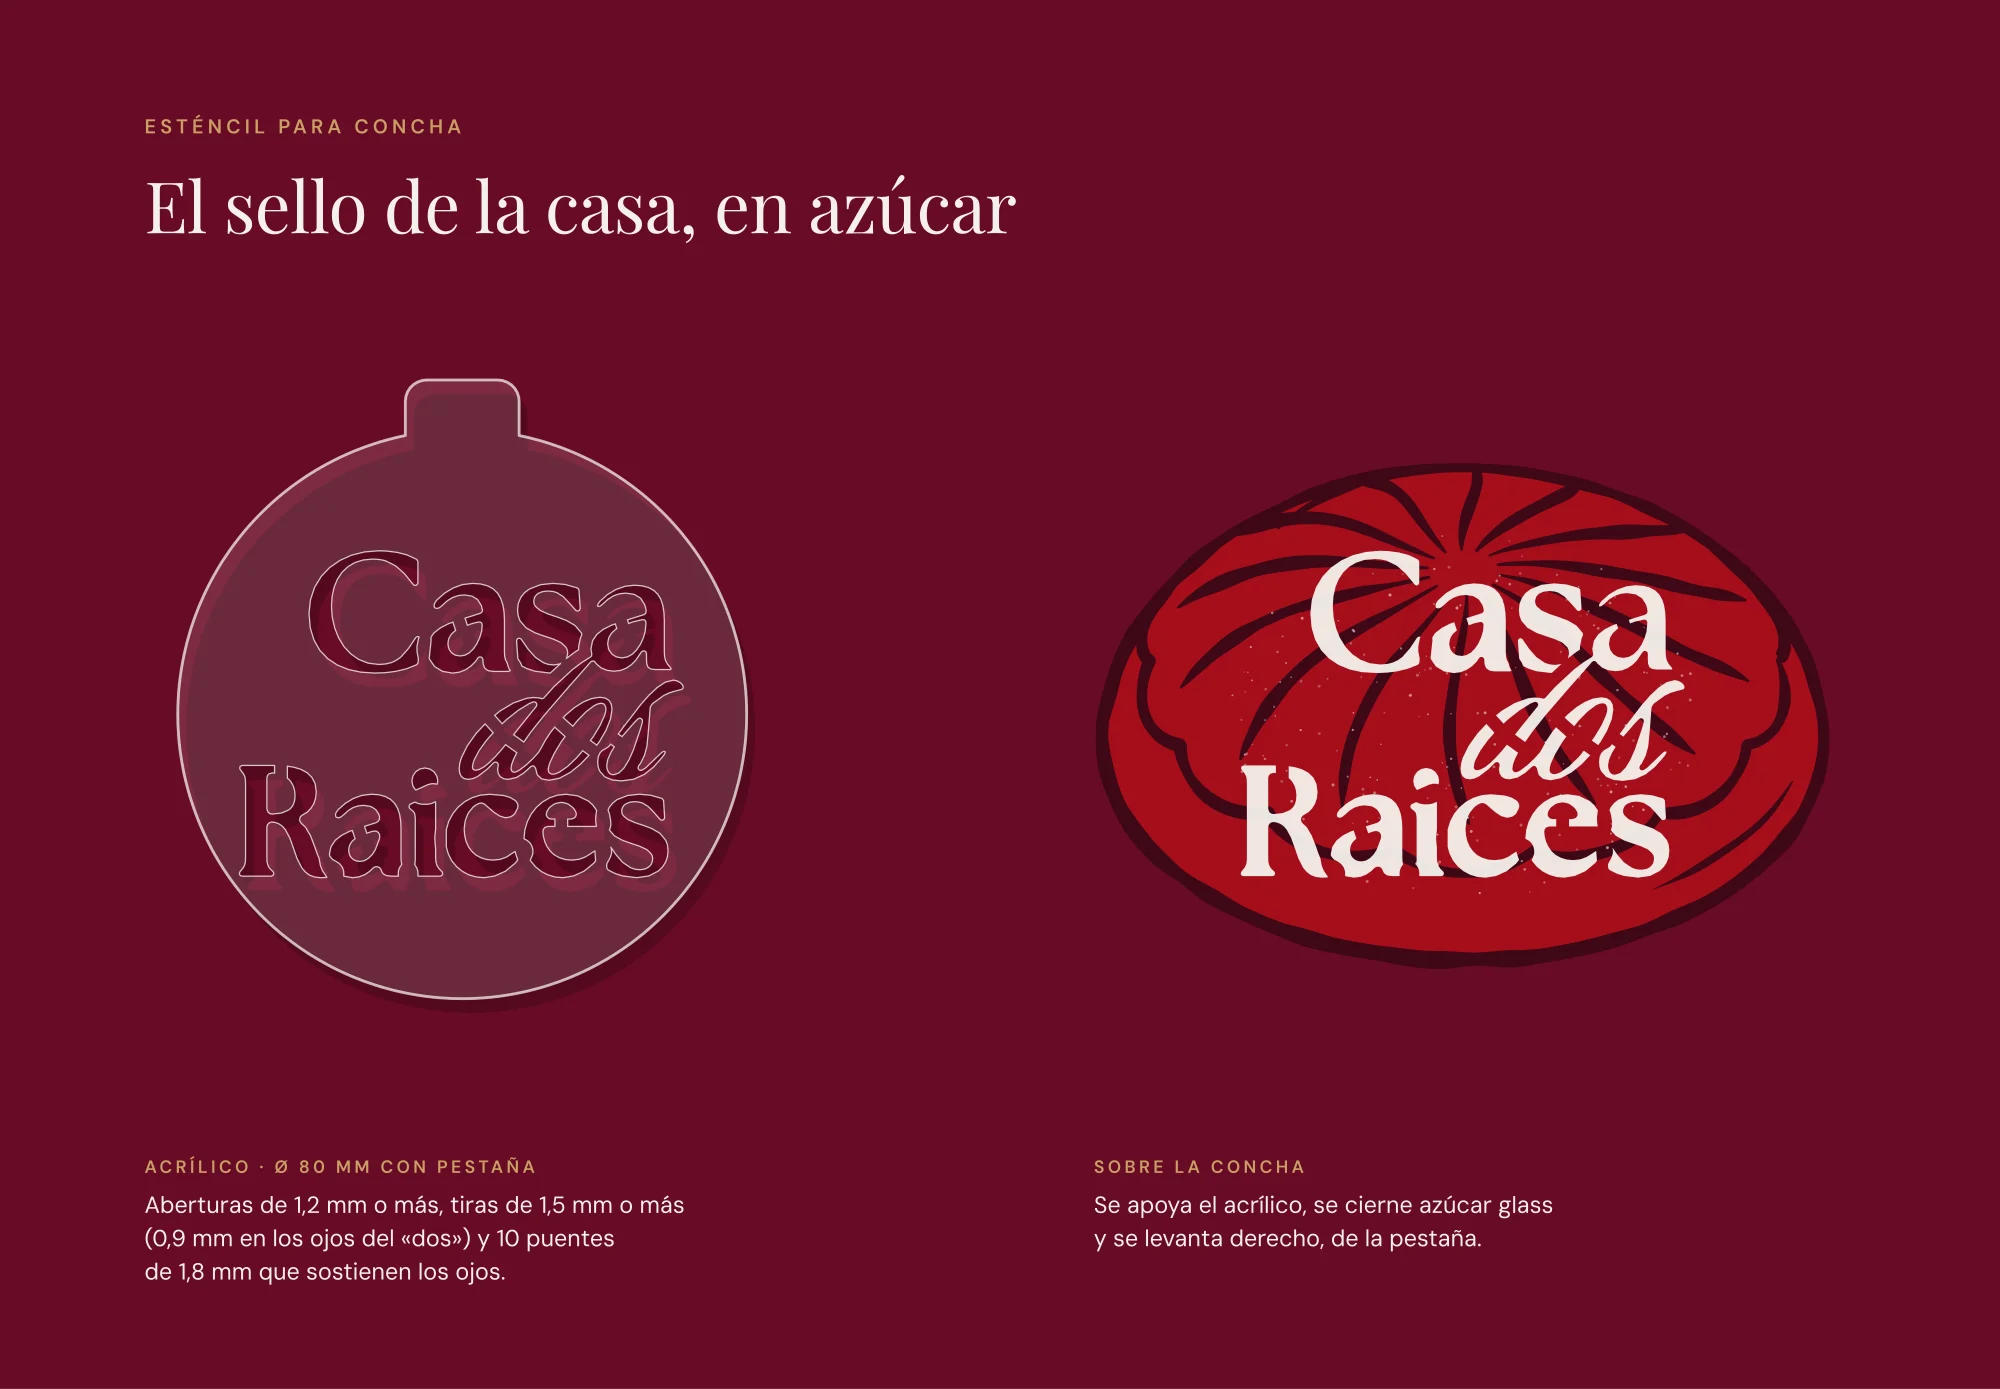 ESTÉNCIL PARA CONCHA
El sello de la casa, en azúcar
Casa
dos
Raices
Casa
dos
Raices
ACRÍLICO · Ø 80 MM CON PESTAÑA
Aberturas de 1,2 mm o más, tiras de 1,5 mm o más
(0,9 mm en los ojos del «dos») y 10 puentes
de 1,8 mm que sostienen los ojos.
SOBRE LA CONCHA
Se apoya el acrílico, se cierne azúcar glass
y se levanta derecho, de la pestaña.